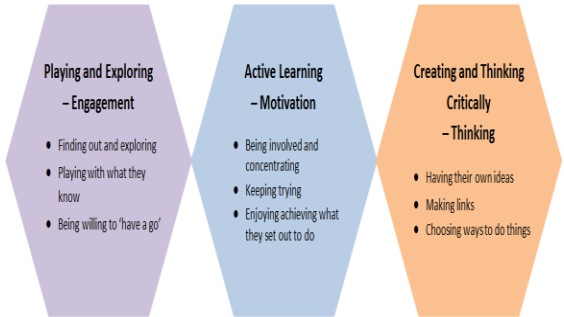 Playing and Exploring
– Engagement
• Finding out and exploring
• Playing with what they
know
• Being willing to ‘have a go’
Active Learning
– Motivation
• Being involved and
concentrating
• Keeping trying
• Enjoying achieving what
they set out to do
Creating and Thinking
Critically
– Thinking
• Having their own ideas
• Making links
• Choosing ways to do things